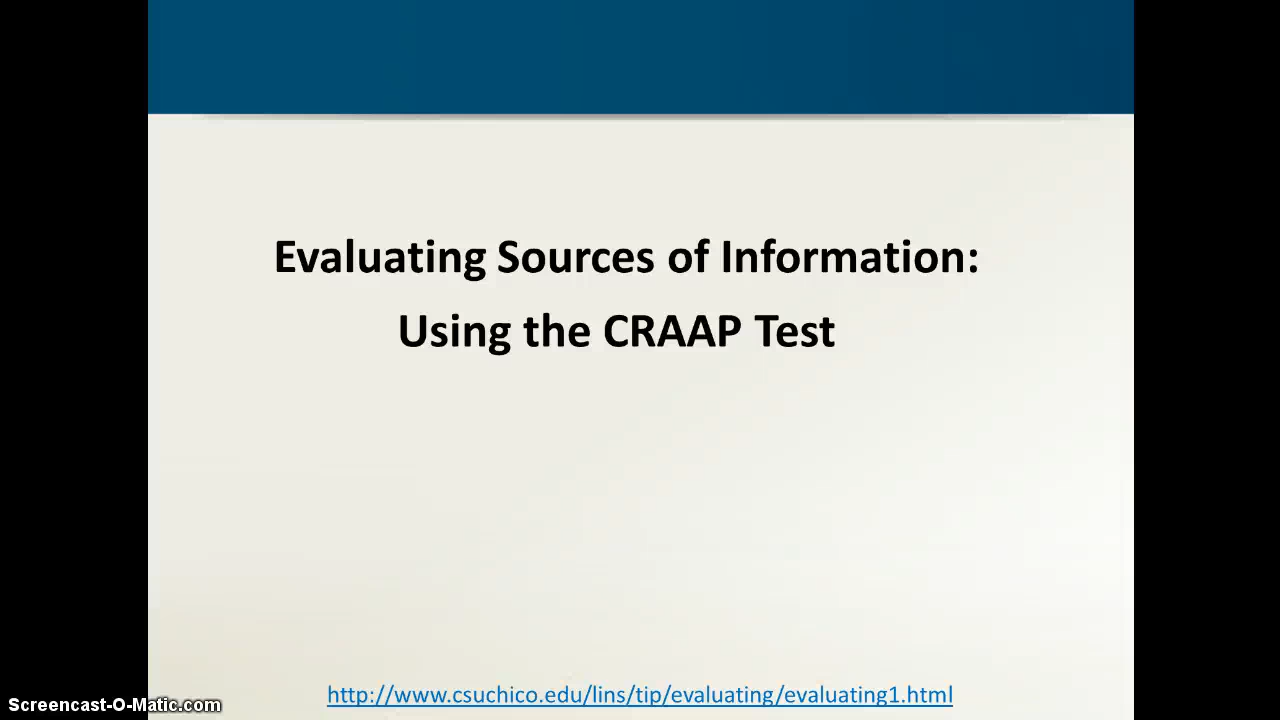 Evaluating Sources of Information:
Using the CRAAP Test
http://www.csuchico.edu/lins/tip/evaluating/evaluating1.html
Screencast-O-Matic.com